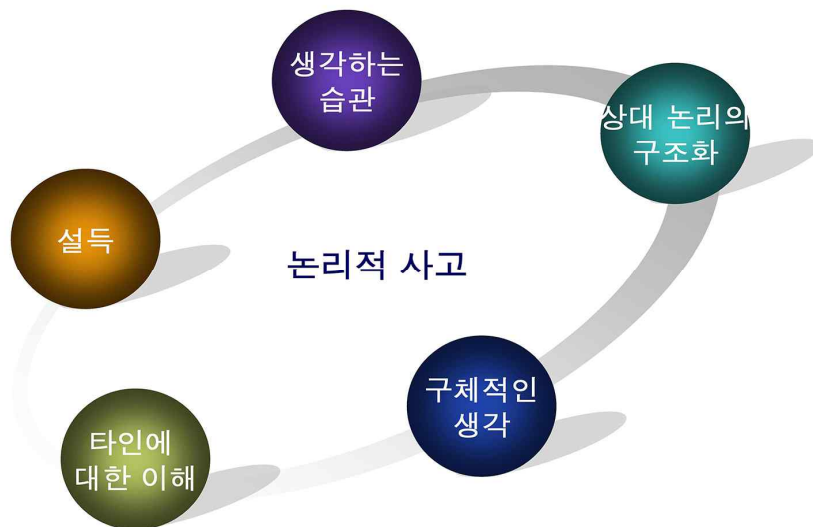 생각하는
습관
상대 논리의
구조화
설득
논리적 사고
구체적인
생각
타인에
대한 이해